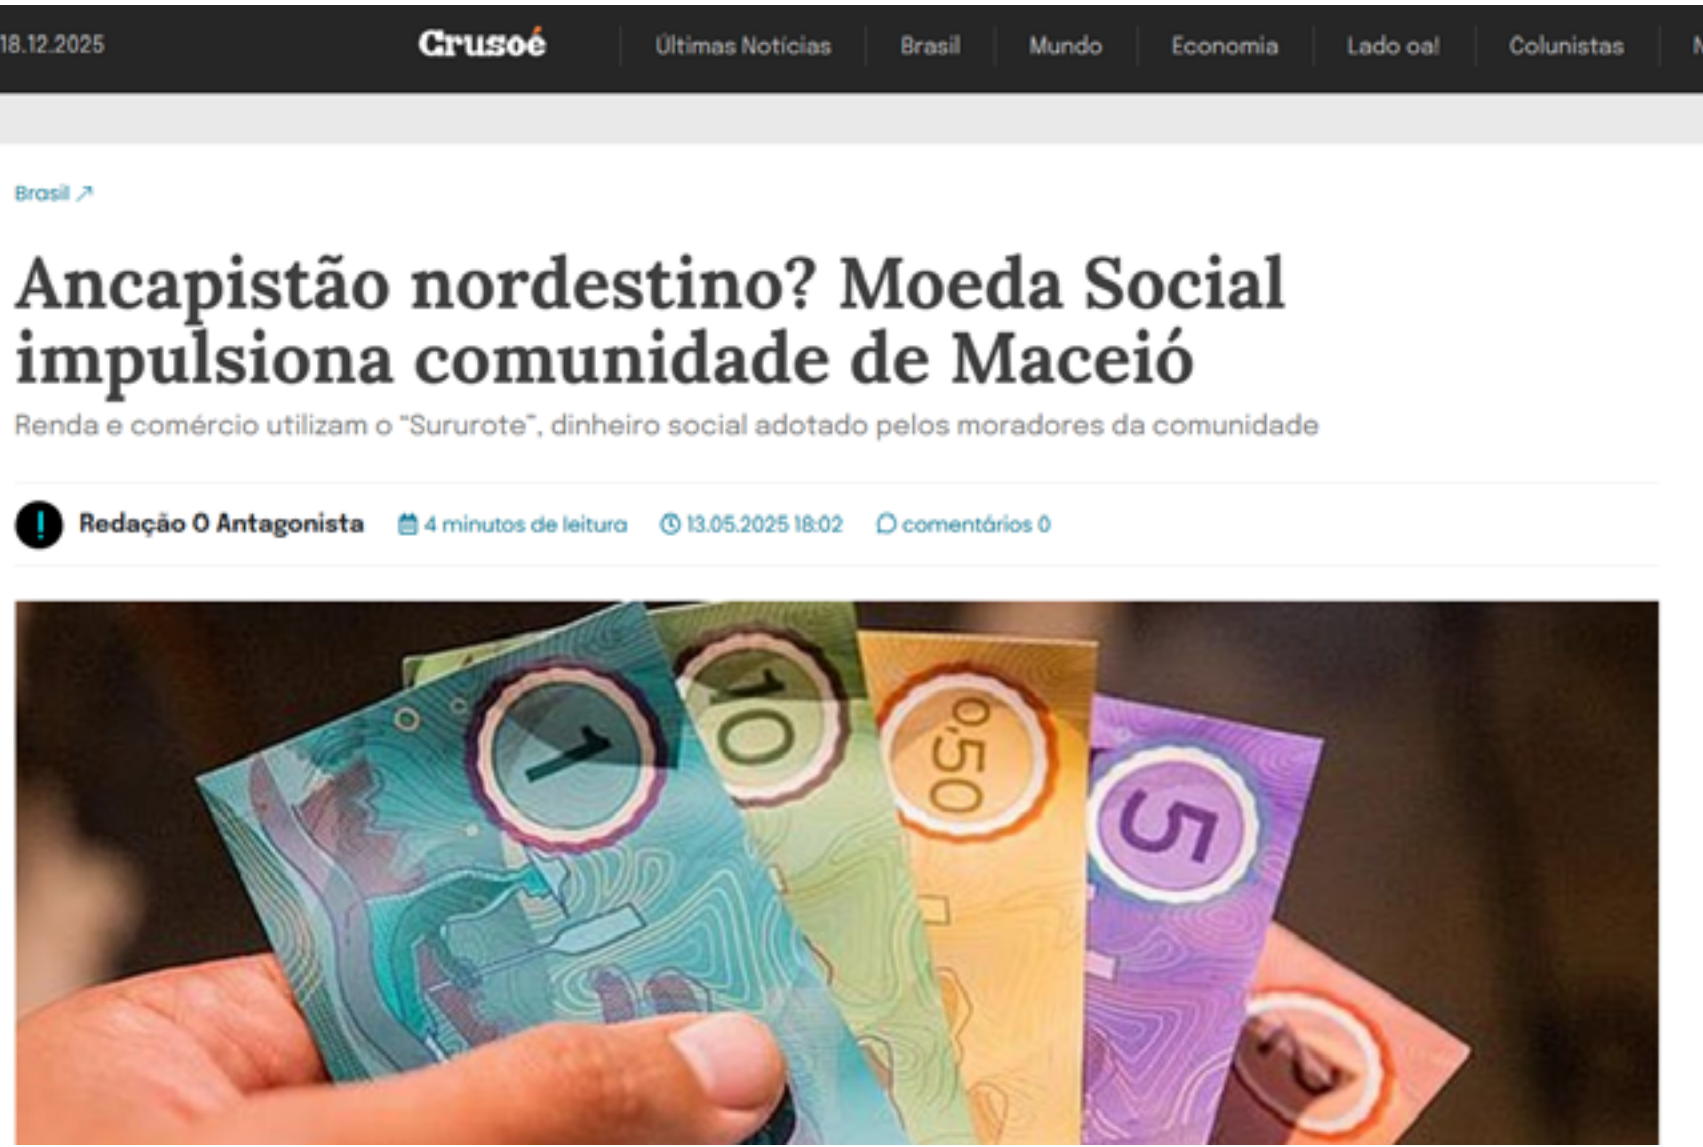 18.12.2025
Crusoé
Últimas Notícias
Brasil
Mundo
Economia
Lado oa!
Colunistas
Brasil ↗
Ancapistão nordestino? Moeda Social
impulsiona comunidade de Maceió
Renda e comércio utilizam o “Sururote”, dinheiro social adotado pelos moradores da comunidade
Redação O Antagonista
4 minutos de leitura
13.05.2025 18:02
comentários 0
1
10
0,50
5
2